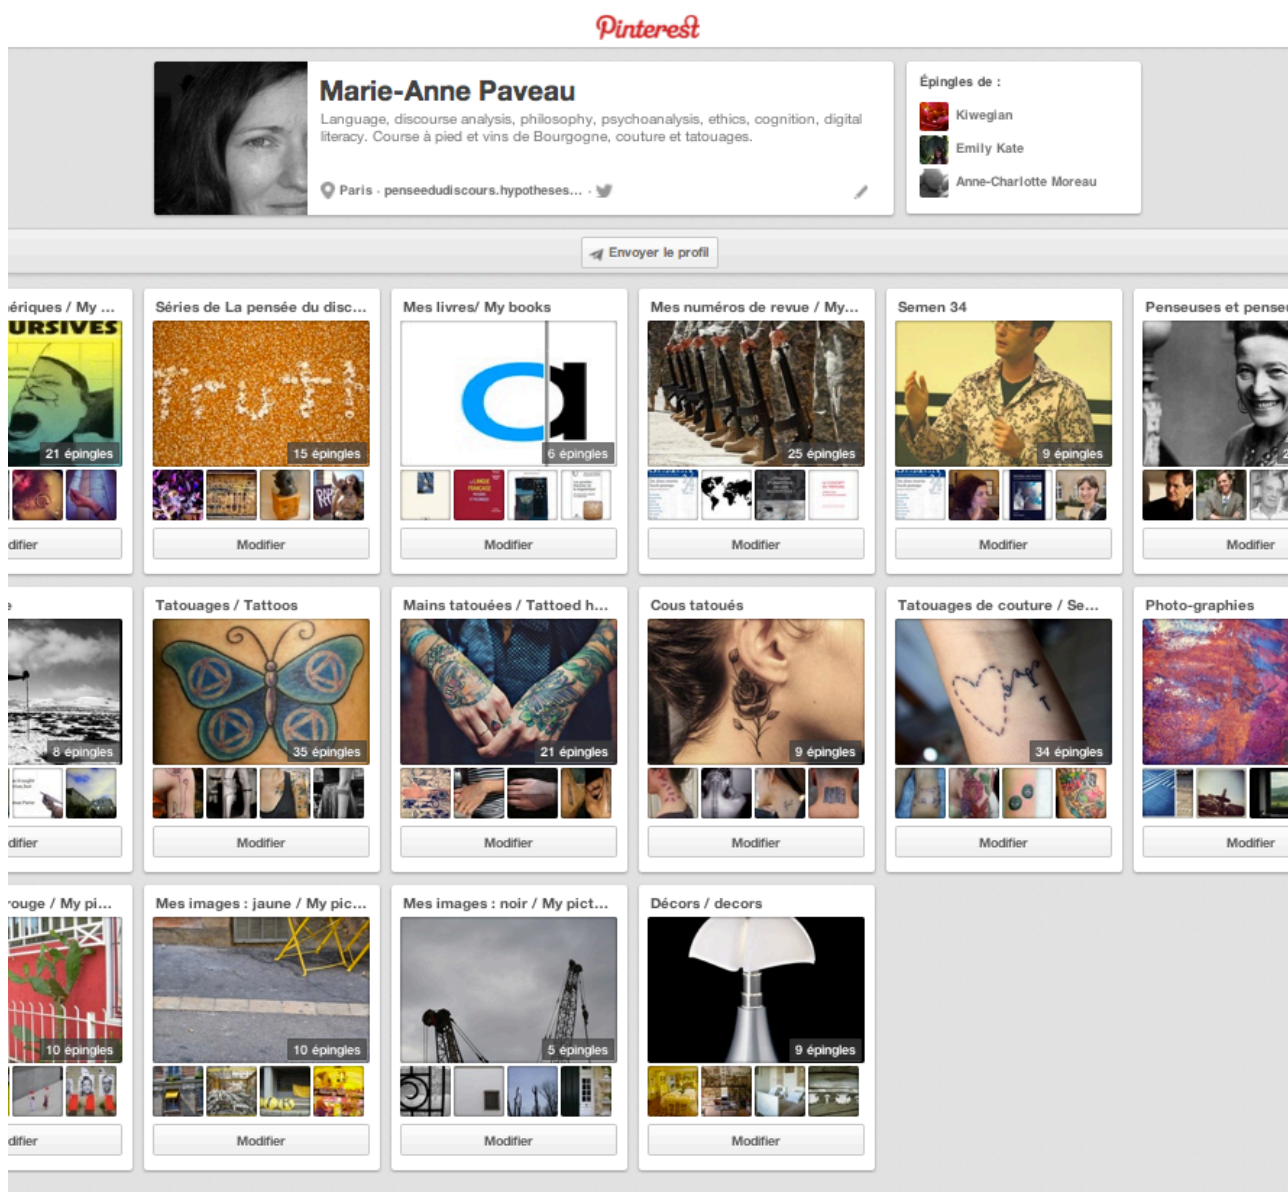 Pinterest
Marie-Anne Paveau
Language, discourse analysis, philosophy, psychoanalysis, ethics, cognition, digital
literacy. Course à pied et vins de Bourgogne, couture et tatouages.
Paris · penseedudiscours.hypotheses... ·
Épingles de :
Kiwegian
Emily Kate
Anne-Charlotte Moreau
Envoyer le profil
ériques / My ...
URSIVES
21 épingles
difier
Séries de La pensée du disc...
Truth
15 épingles
Modifier
Mes livres/ My books
a
6 épingles
LANGUE
FRANÇAISE
Modifier
Mes numéros de revue / My...
25 épingles
Modifier
Semen 34
9 épingles
Modifier
Penseuses et penseu
2
Modifier
e
8 épingles
difier
Tatouages / Tattoos
35 épingles
Modifier
Mains tatouées / Tattoed h...
21 épingles
Modifier
Cous tatoués
9 épingles
Modifier
Tatouages de couture / Se...
34 épingles
Modifier
Photo-graphies
Modifier
rouge / My pi...
10 épingles
difier
Mes images : jaune / My pic...
10 épingles
Modifier
Mes images : noir / My pict...
5 épingles
Modifier
Décors / decors
9 épingles
Modifier